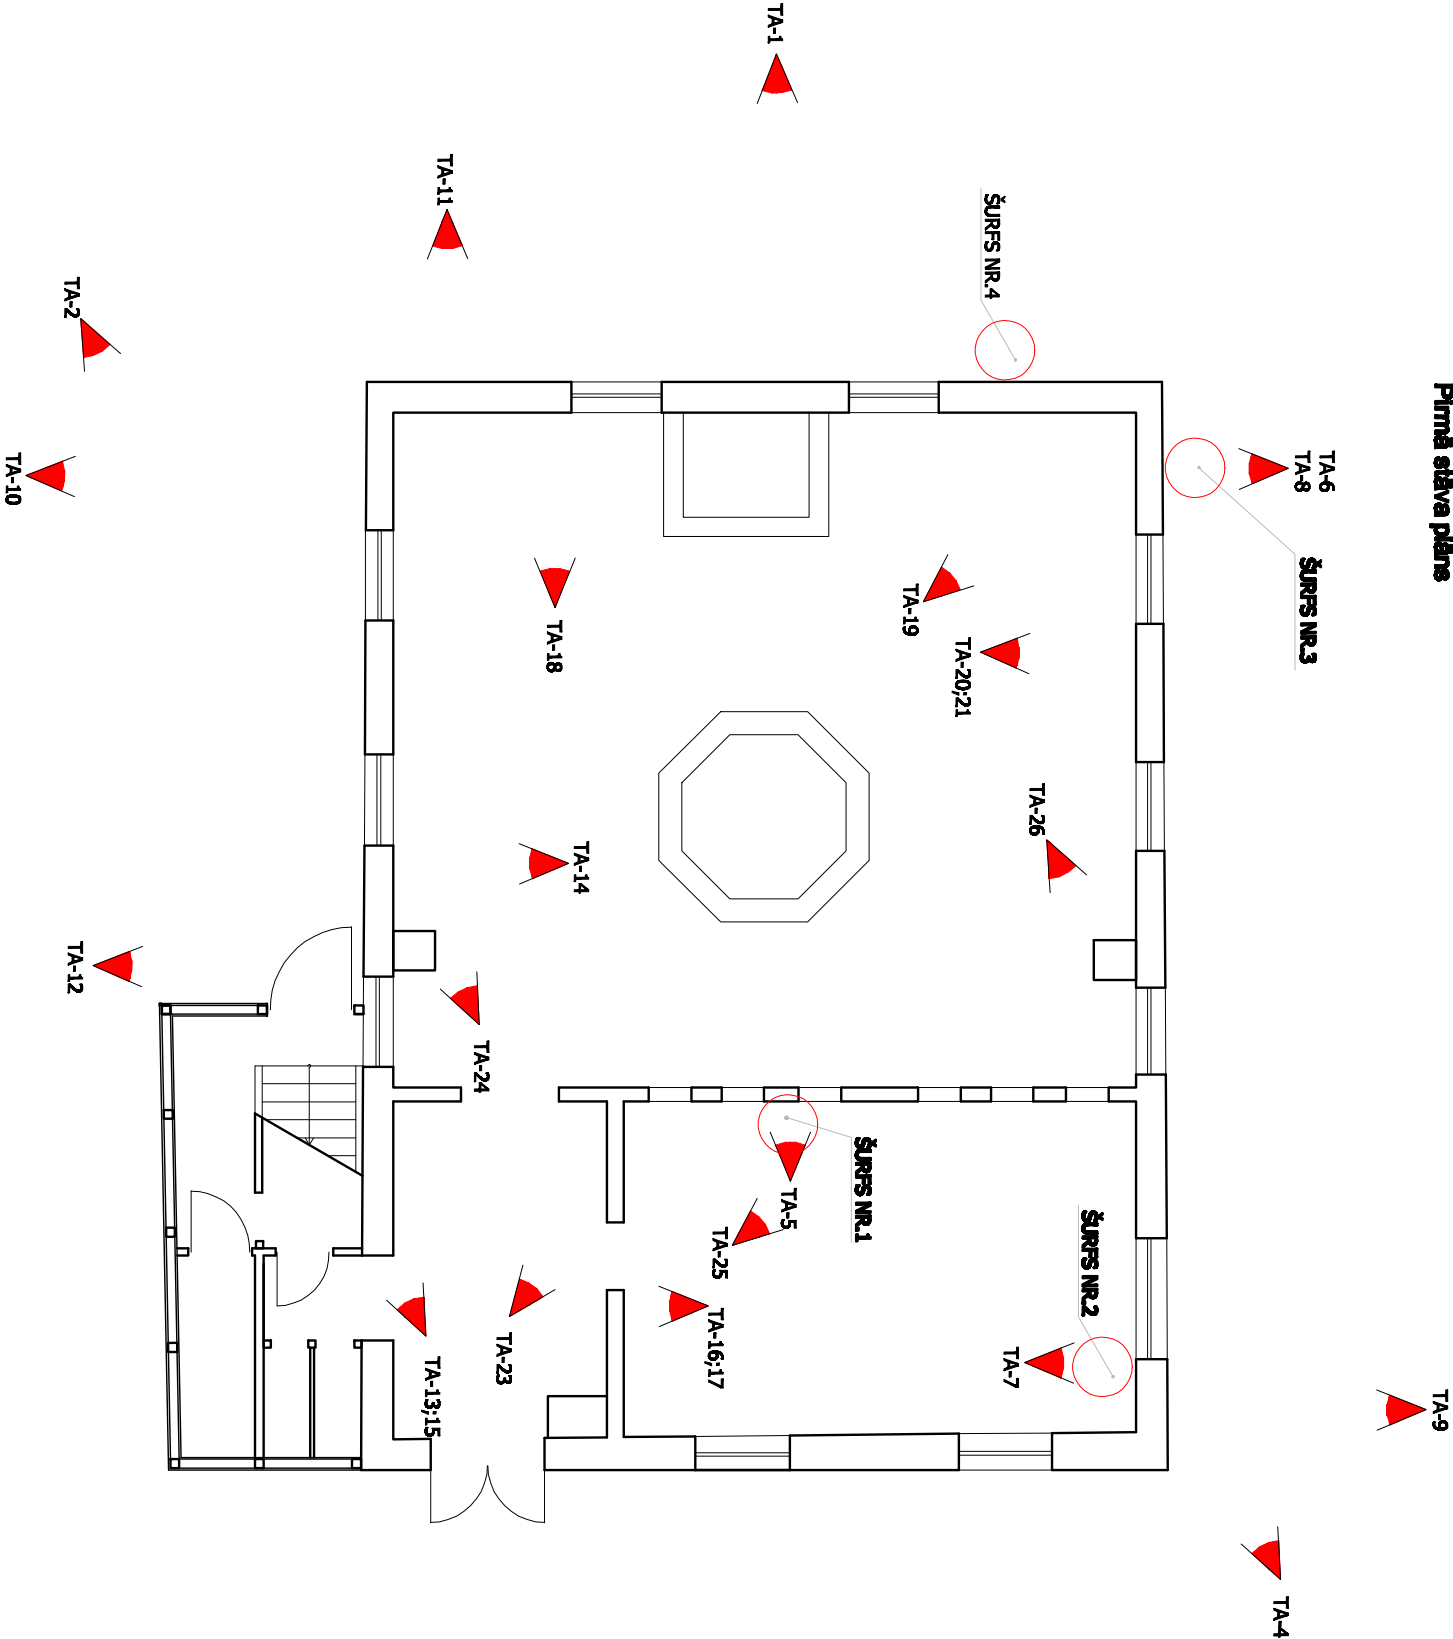 Pirmā stāva plāns
TA-9
TA-6
TA-8
ŠURFS NR.3
TA-4
ŠURFS NR.2
TA-26
TA-7
ŠURFS NR.4
TA-20;21
TA-19
ŠURFS NR.1
TA-5
TA-1
TA-25
TA-16;17
TA-14
TA-18
TA-23
TA-24
TA-11
TA-13;15
TA-2
TA-12
TA-10